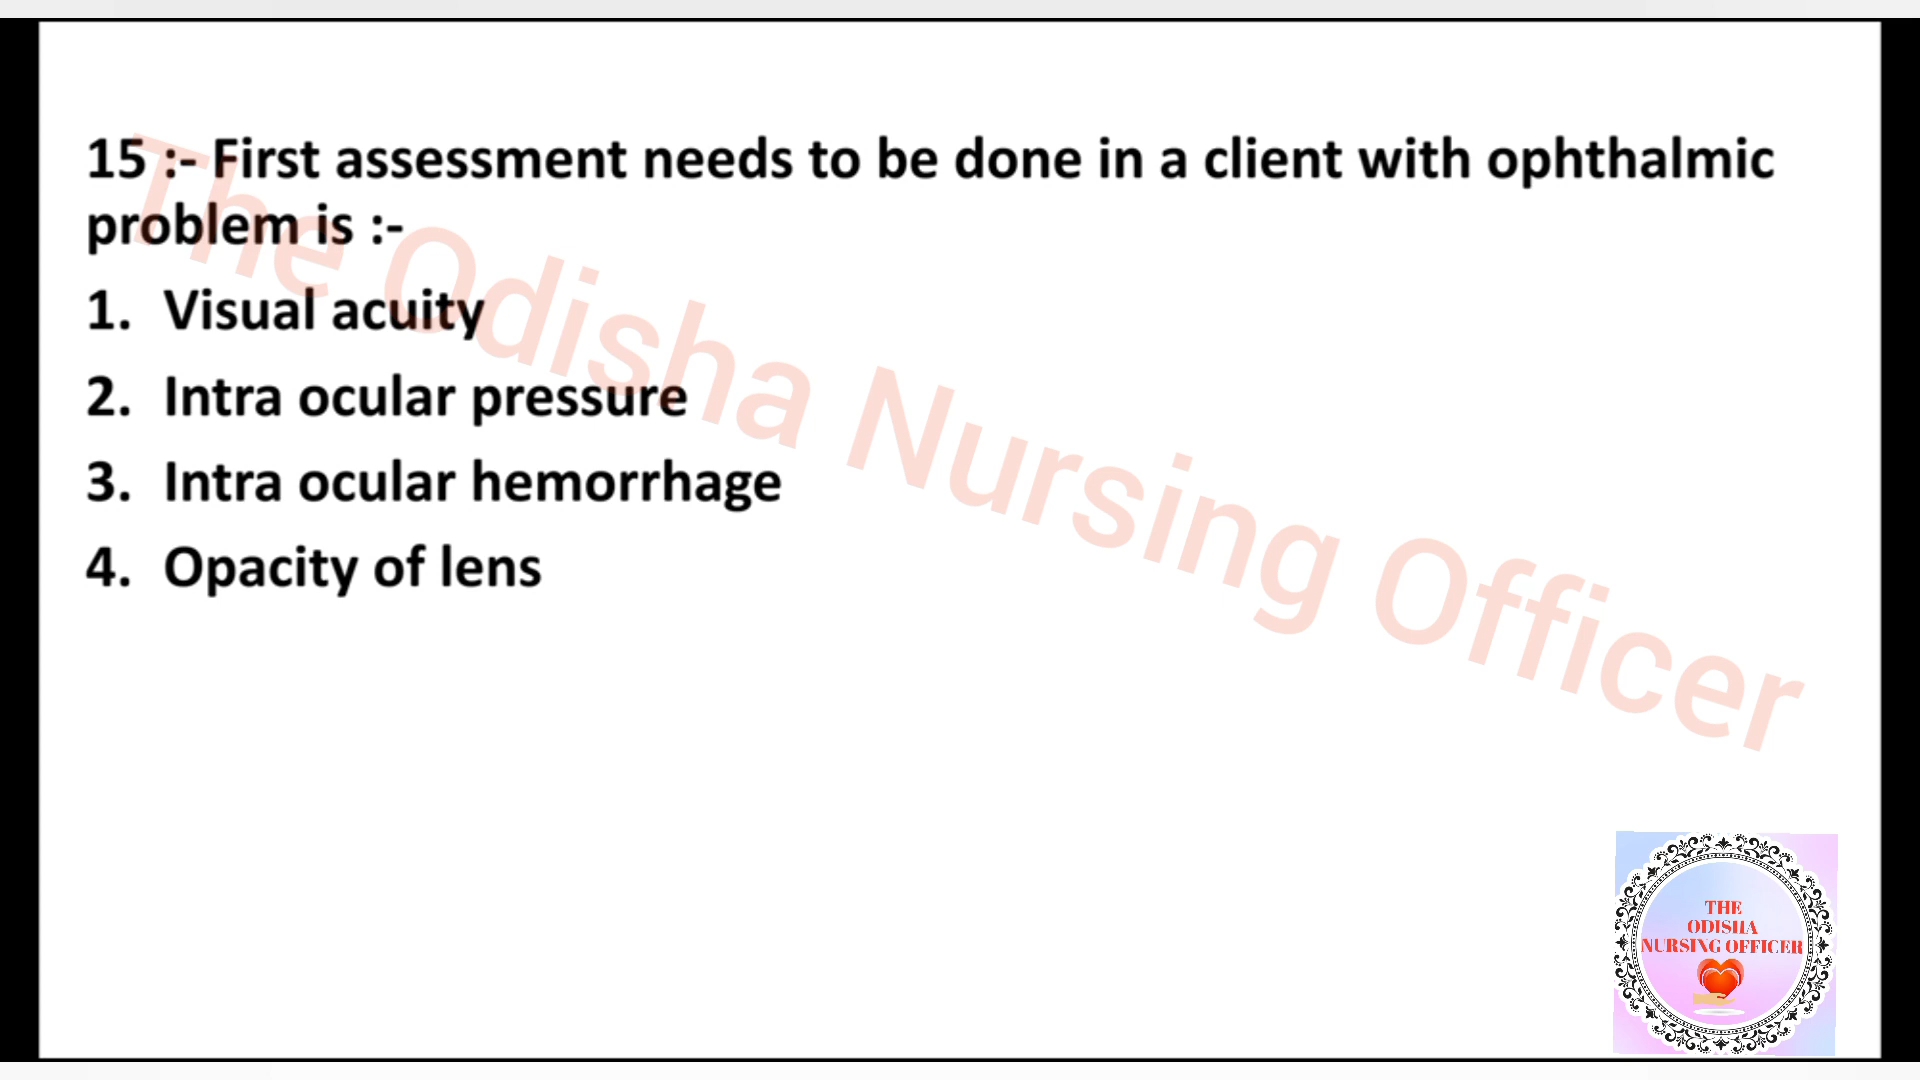 15 :- First assessment needs to be done in a client with ophthalmic
problem is :-
1. Visual acuity
2. Intra ocular pressure
3. Intra ocular hemorrhage
4. Opacity of lens
The Odisha Nursing Officer
THE
ODISHA
NURSING OFFICER